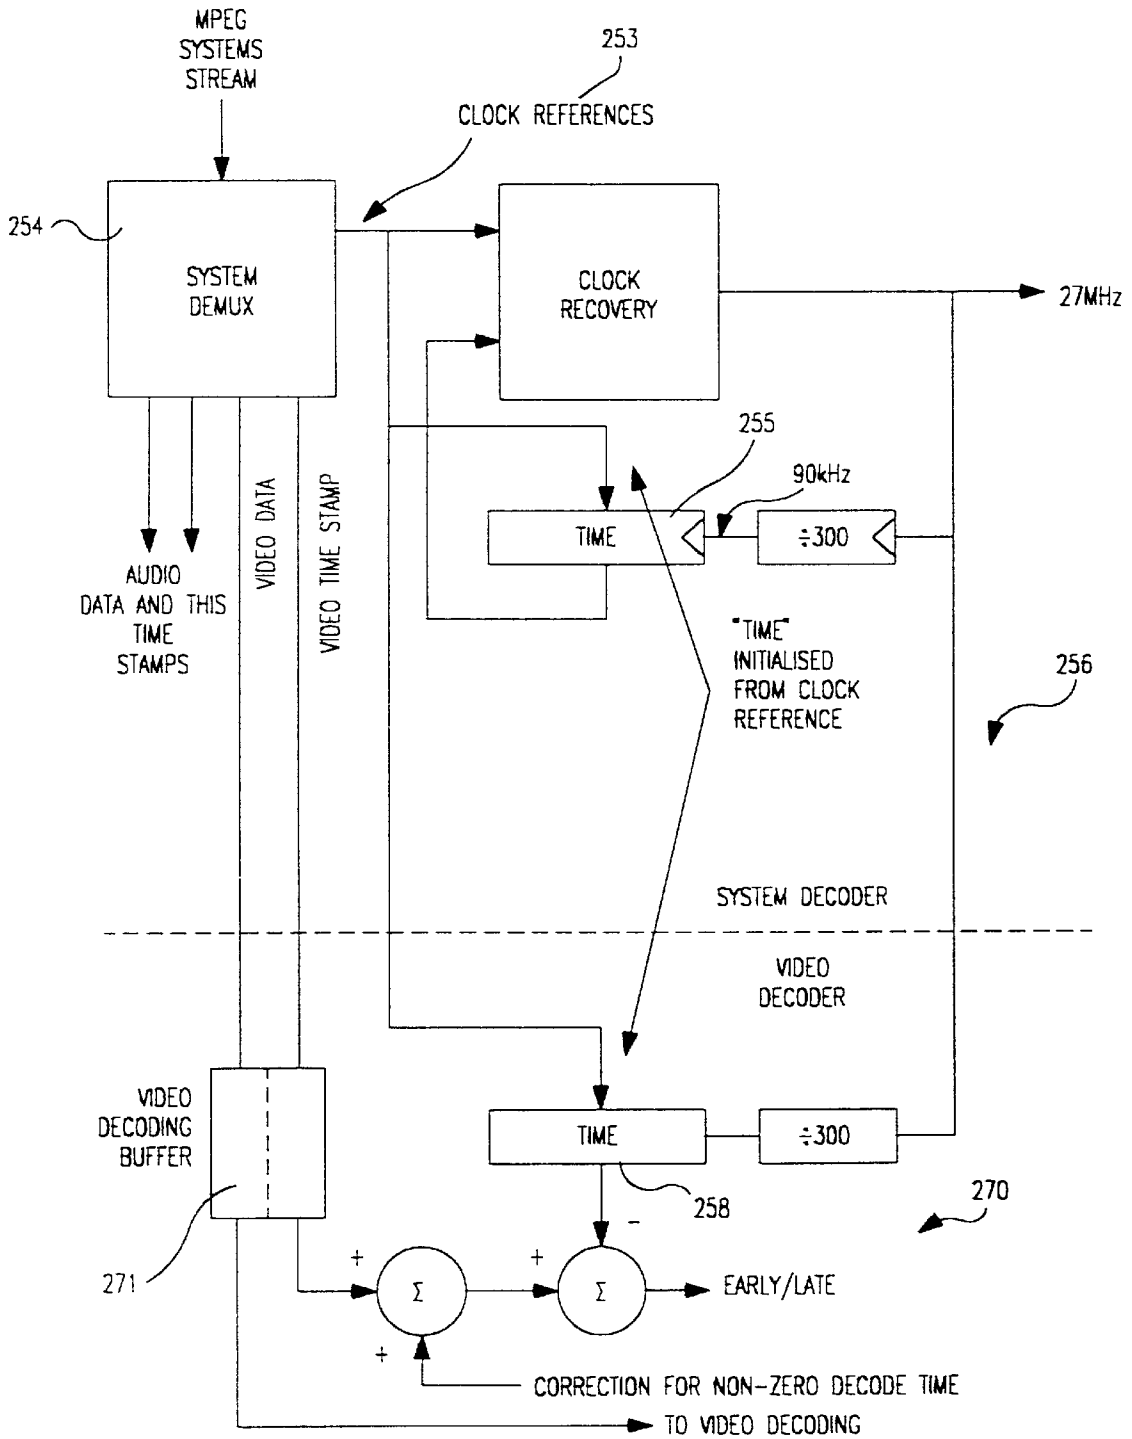 MPEG
SYSTEMS
STREAM
253
CLOCK REFERENCES
254
SYSTEM
DEMUX
CLOCK
RECOVERY
27MHz
255
90kHz
TIME
÷300
VIDEO DATA
VIDEO TIME STAMP
AUDIO
DATA AND THIS
TIME
STAMPS
"TIME"
INITIALISED
FROM CLOCK
REFERENCE
256
SYSTEM DECODER
VIDEO
DECODER
VIDEO
DECODING
BUFFER
TIME
÷300
258
270
271
+
+
−
Σ
Σ
EARLY/LATE
+
CORRECTION FOR NON-ZERO DECODE TIME
TO VIDEO DECODING